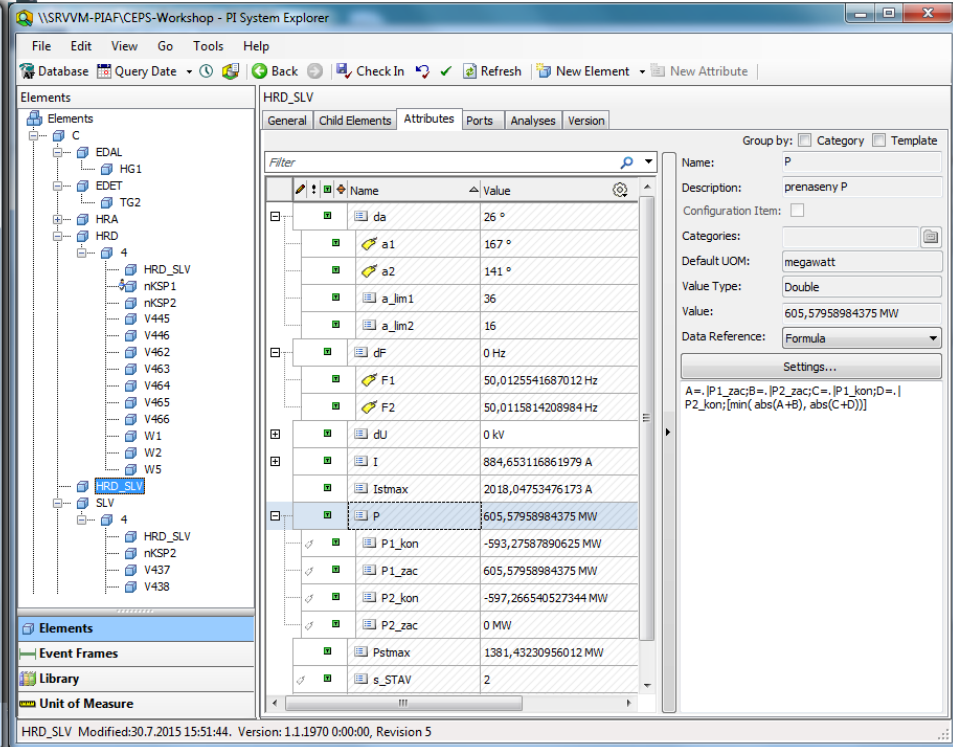 \\SRVVM-PIAF\CEPS-Workshop - PI System Explorer
File Edit View Go Tools Help
Database Query Date Back Check In Refresh New Element New Attribute
Elements
Elements
C
EDAL
HG1
EDET
TG2
HRA
HRD
4
HRD_SLV
nKSP1
nKSP2
V445
V446
V462
V463
V464
V465
V466
W1
W2
W5
HRD_SLV
SLV
4
HRD_SLV
nKSP2
V437
V438
Elements
Event Frames
Library
Unit of Measure
HRD_SLV
General Child Elements Attributes Ports Analyses Version
Group by: Category Template
Filter
Name Value
da 26 °
a1 167 °
a2 141 °
a_lim1 36
a_lim2 16
dF 0 Hz
F1 50,0125541687012 Hz
F2 50,0115814208984 Hz
dU 0 kV
I 884,653116861979 A
Istmax 2018,04753476173 A
P 605,57958984375 MW
P1_kon -593,27587890625 MW
P1_zac 605,57958984375 MW
P2_kon -597,266540527344 MW
P2_zac 0 MW
Pstmax 1381,43230956012 MW
s_STAV 2
Name: P
Description: prenaseny P
Configuration Item:
Categories:
Default UOM: megawatt
Value Type: Double
Value: 605,57958984375 MW
Data Reference: Formula
Settings...
A=.|P1_zac;B=.|P2_zac;C=.|P1_kon;D=.|
P2_kon;[min( abs(A+B), abs(C+D))]
HRD_SLV Modified:30.7.2015 15:51:44. Version: 1.1.1970 0:00:00, Revision 5